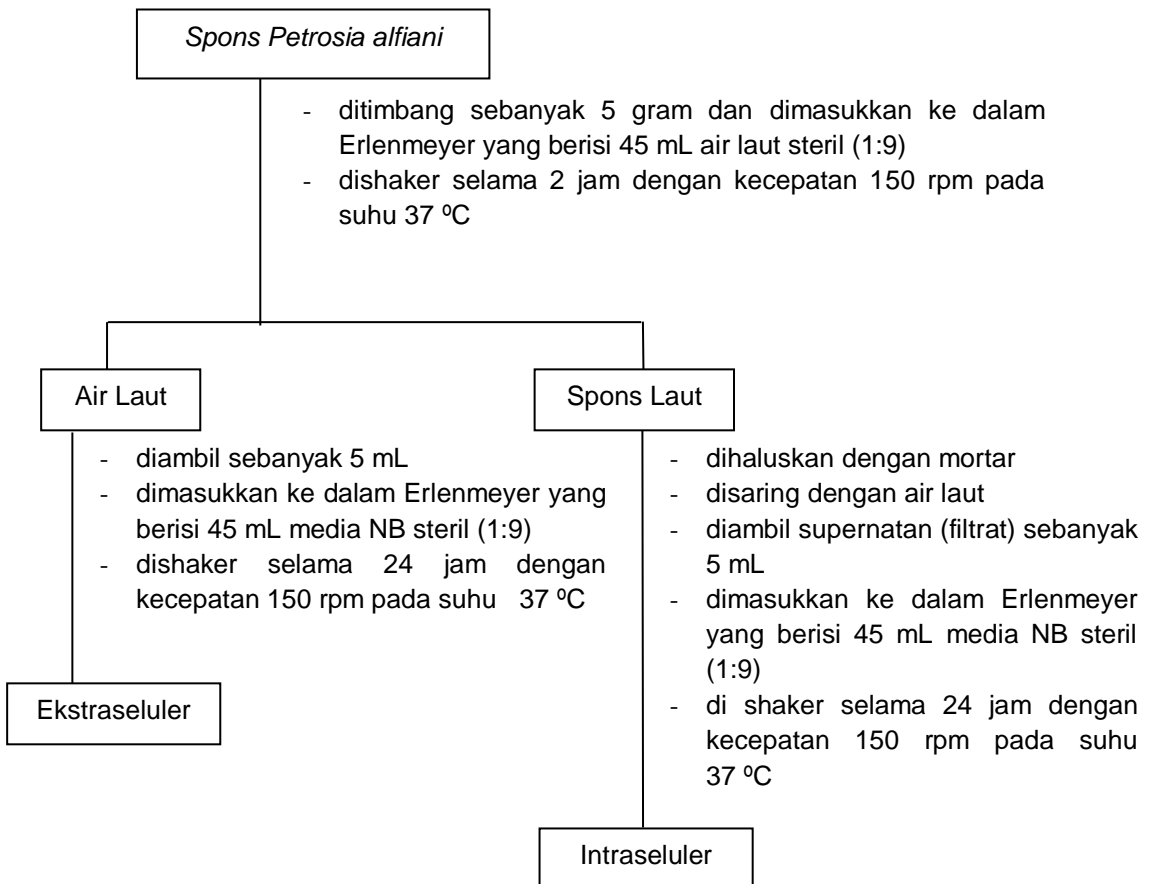 Spons Petrosia alfiani
- ditimbang sebanyak 5 gram dan dimasukkan ke dalam
Erlenmeyer yang berisi 45 mL air laut steril (1:9)
- dishaker selama 2 jam dengan kecepatan 150 rpm pada
suhu 37 ⁰C
Air Laut
- diambil sebanyak 5 mL
- dimasukkan ke dalam Erlenmeyer yang
berisi 45 mL media NB steril (1:9)
- dishaker selama 24 jam dengan
kecepatan 150 rpm pada suhu 37 ⁰C
Ekstraseluler
Spons Laut
- dihaluskan dengan mortar
- disaring dengan air laut
- diambil supernatan (filtrat) sebanyak
5 mL
- dimasukkan ke dalam Erlenmeyer
yang berisi 45 mL media NB steril
(1:9)
- di shaker selama 24 jam dengan
kecepatan 150 rpm pada suhu
37 ⁰C
Intraseluler